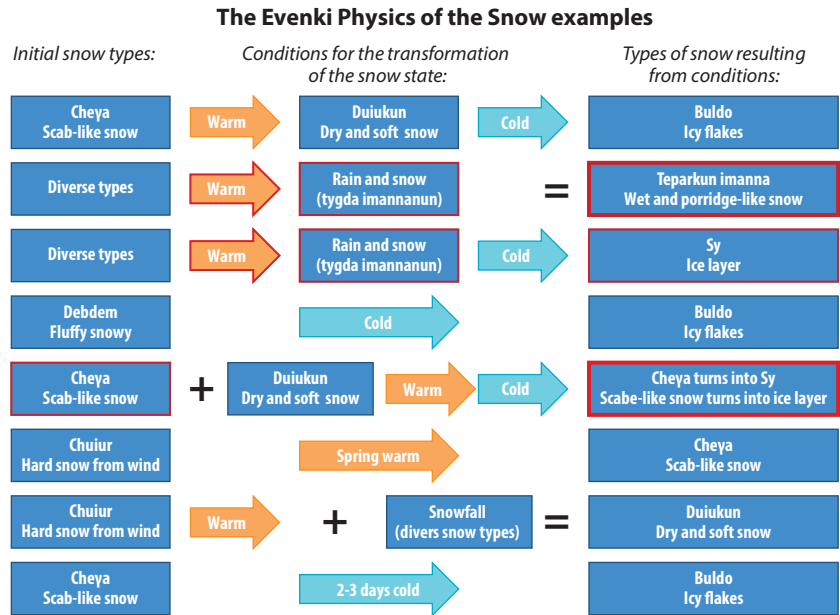 The Evenki Physics of the Snow examples
Initial snow types:
Conditions for the transformation
of the snow state:
Types of snow resulting
from conditions:
Cheya
Scab-like snow
Warm
Duiukun
Dry and soft snow
Cold
Buldo
Icy flakes
Diverse types
Warm
Rain and snow
(tygda imannanun)
=
Teparkun imanna
Wet and porridge-like snow
Diverse types
Warm
Rain and snow
(tygda imannanun)
Cold
Sy
Ice layer
Debdem
Fluffy snowy
Cold
Buldo
Icy flakes
Cheya
Scab-like snow
+
Duiukun
Dry and soft snow
Warm
Cold
Cheya turns into Sy
Scabe-like snow turns into ice layer
Chuiur
Hard snow from wind
Spring warm
Cheya
Scab-like snow
Chuiur
Hard snow from wind
Warm
+
Snowfall
(divers snow types)
=
Duiukun
Dry and soft snow
Cheya
Scab-like snow
2-3 days cold
Buldo
Icy flakes